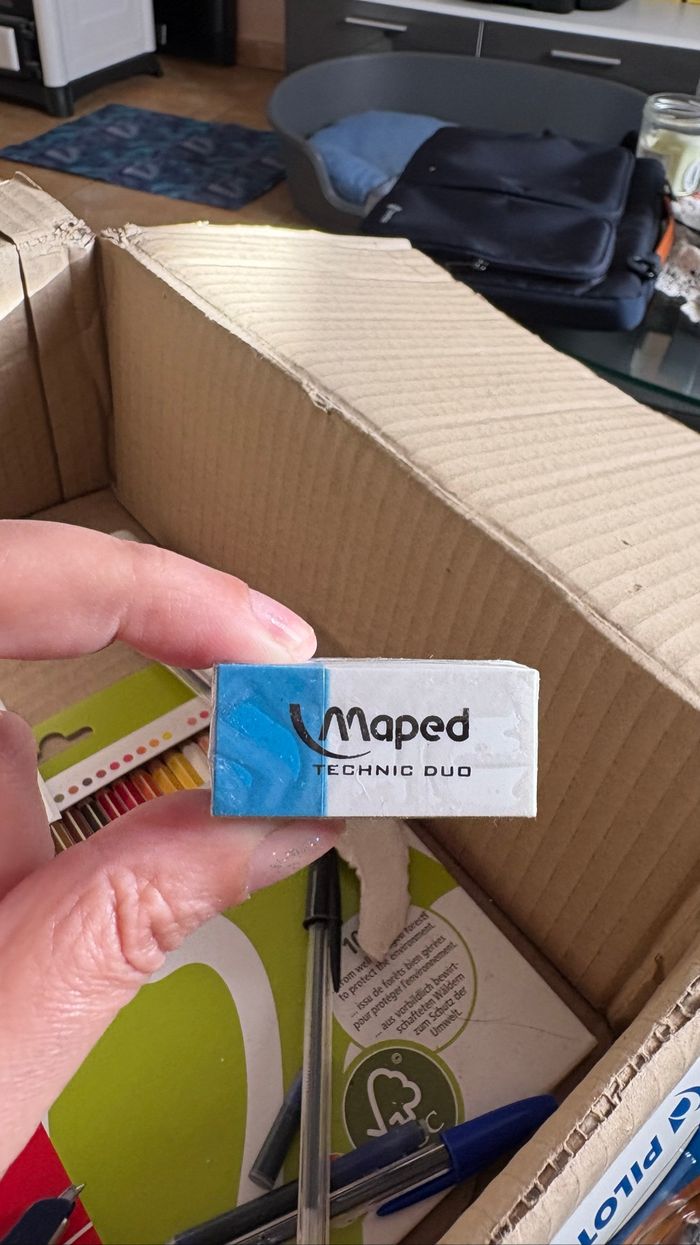 Maped
TECHNIC DUO
to protect the environment.
... issu de forêts bien gérées
pour protéger l'environnement.
... aus vorbildlich bewirt-
schafteten Wäldern
zum Schutz der
Umwelt.
PILOT